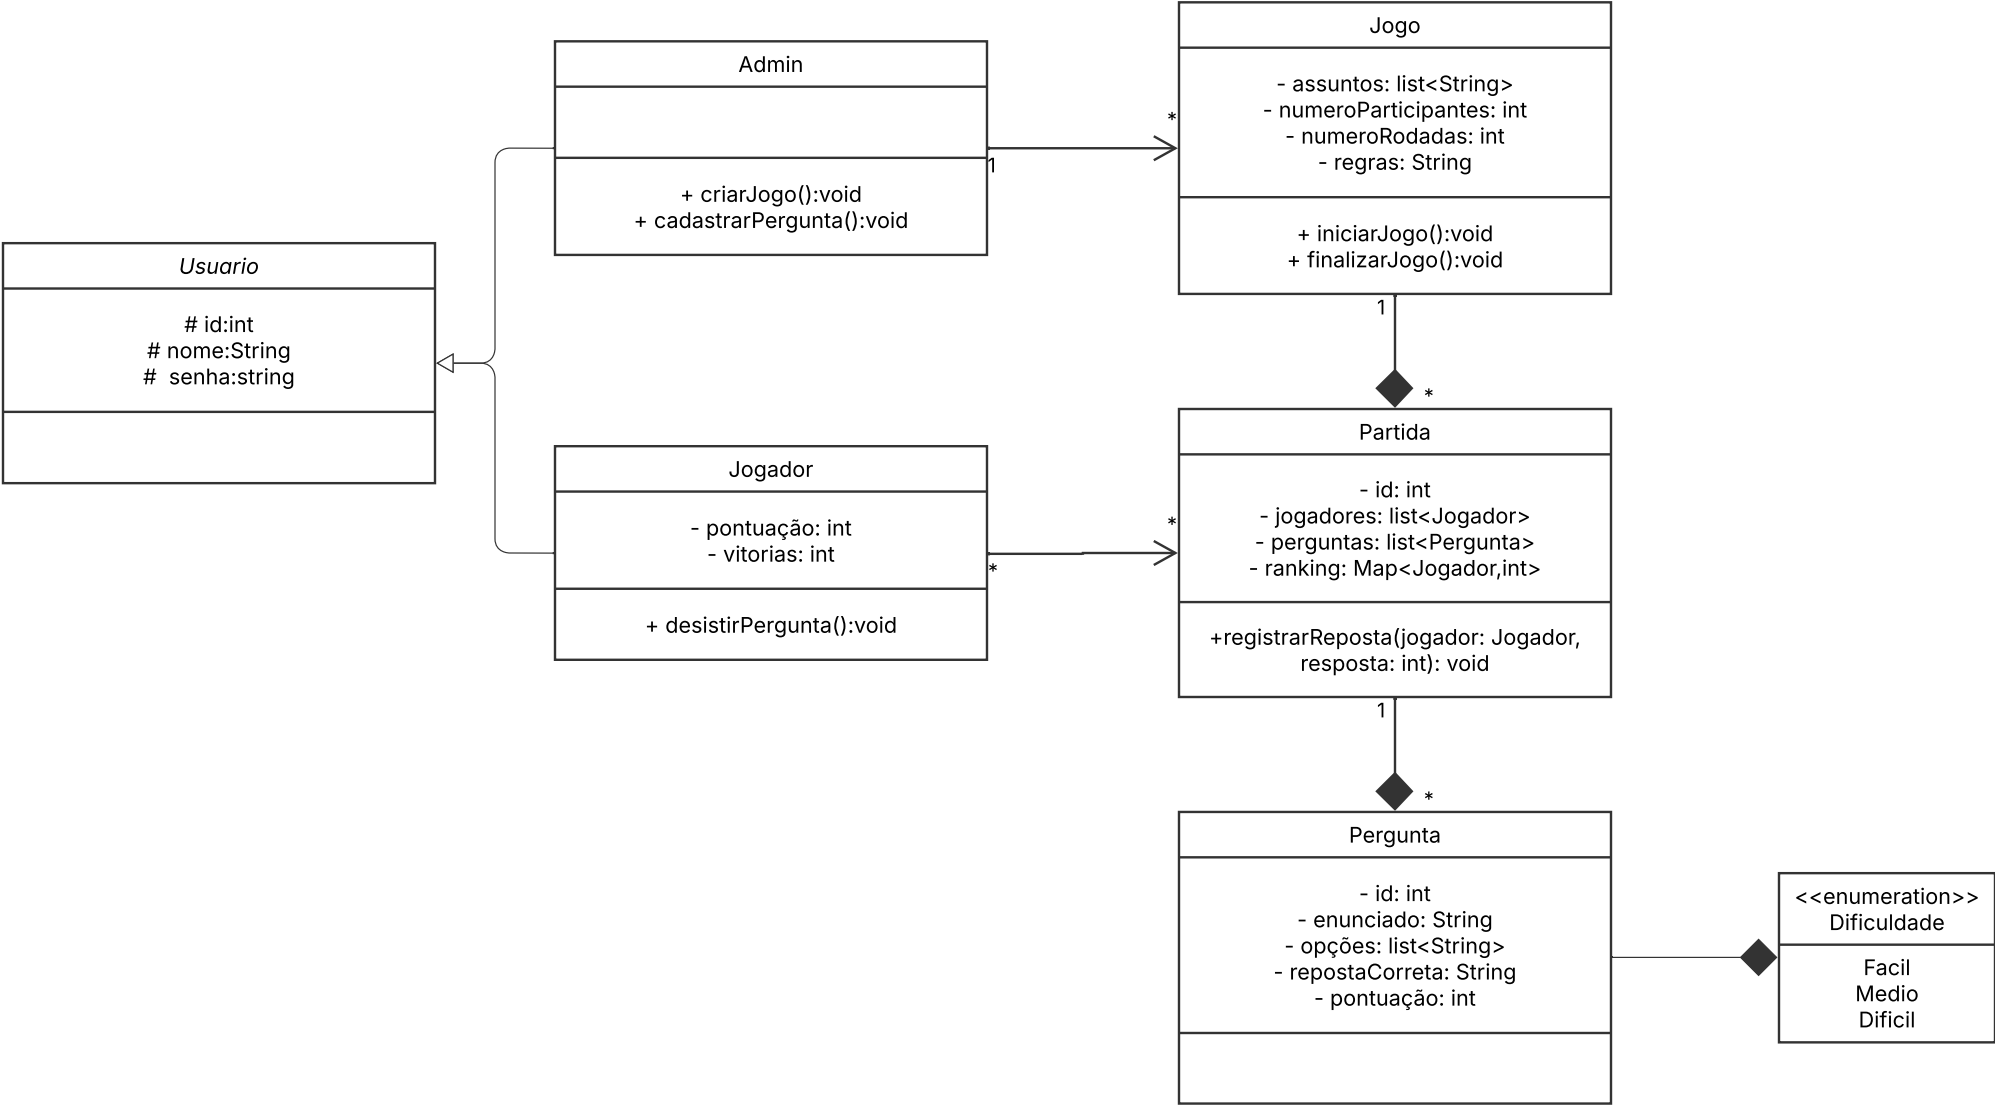 Usuario
# id:int
# nome:String
#  senha:string
Admin
+ criarJogo():void
+ cadastrarPergunta():void
1
*
Jogo
- assuntos: list<String>
- numeroParticipantes: int
- numeroRodadas: int
- regras: String
+ iniciarJogo():void
+ finalizarJogo():void
1
*
Jogador
- pontuação: int
- vitorias: int
+ desistirPergunta():void
*
*
Partida
- id: int
- jogadores: list<Jogador>
- perguntas: list<Pergunta>
- ranking: Map<Jogador,int>
+registrarReposta(jogador: Jogador,
resposta: int): void
1
*
Pergunta
- id: int
- enunciado: String
- opções: list<String>
- repostaCorreta: String
- pontuação: int
<<enumeration>>
Dificuldade
Facil
Medio
Dificil